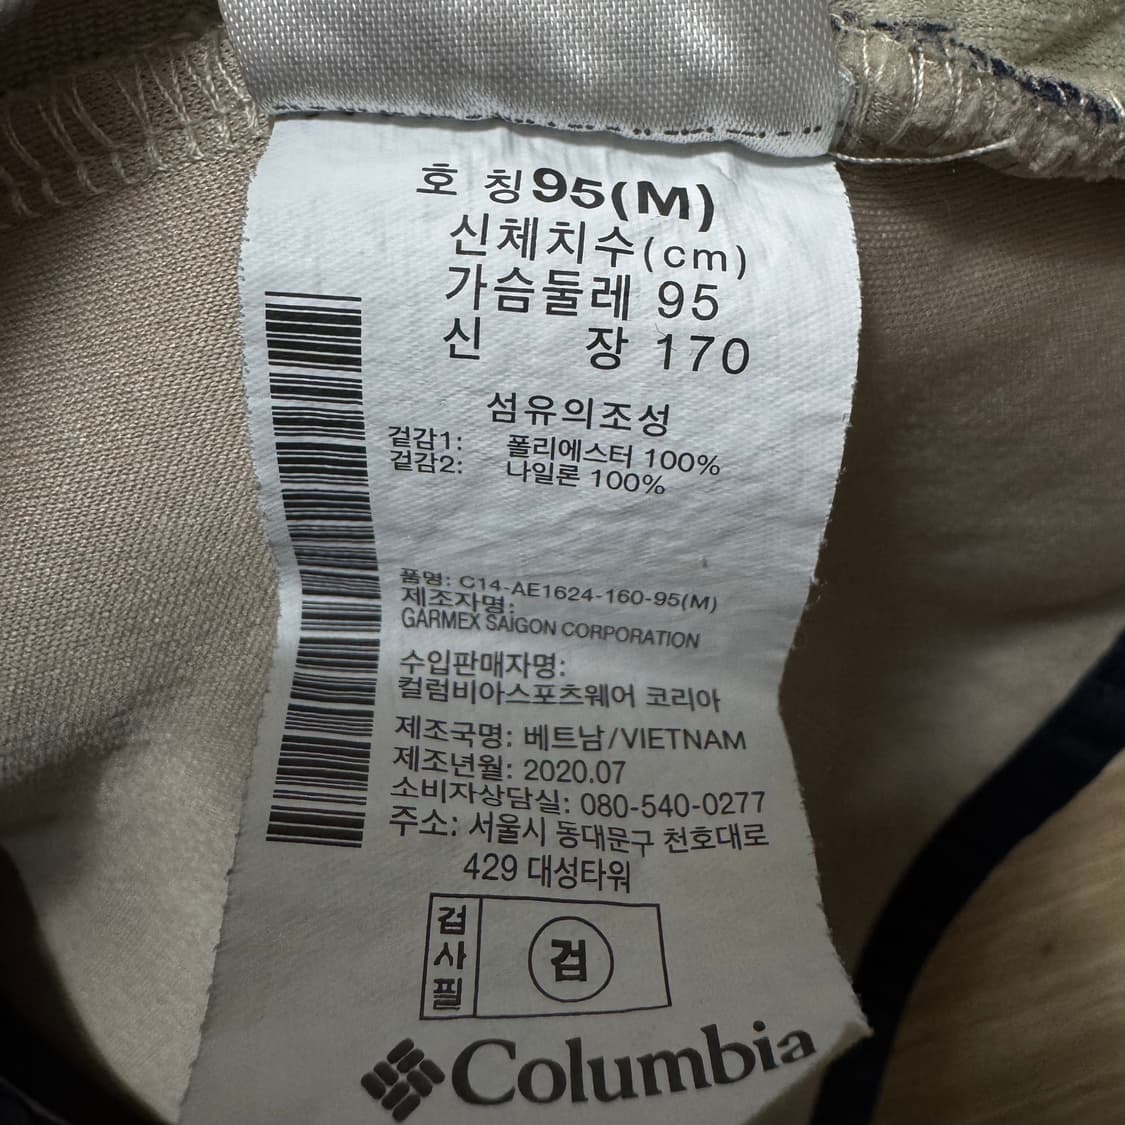 호 칭95(M)
신체치수(cm)
가슴둘레 95
신 장 170
섬유의조성
겉감1: 폴리에스터 100%
겉감2: 나일론 100%
품명: C14-AE1624-160-95(M)
제조자명:
GARMEX SAIGON CORPORATION
수입판매자명:
컬럼비아스포츠웨어 코리아
제조국명: 베트남/VIETNAM
제조년월: 2020.07
소비자상담실: 080-540-0277
주소: 서울시 동대문구 천호대로
429 대성타워
검사필
검
Columbia